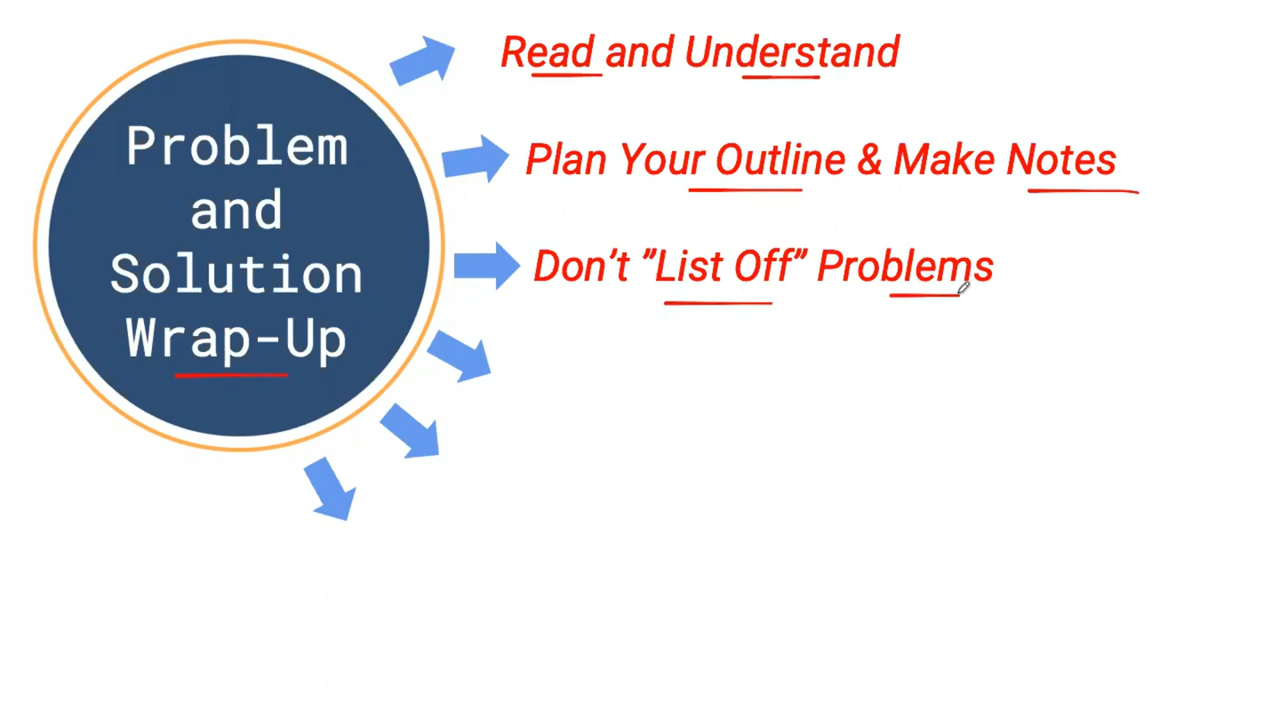 Problem
and
Solution
Wrap-Up
Read and Understand
Plan Your Outline & Make Notes
Don't "List Off" Problems